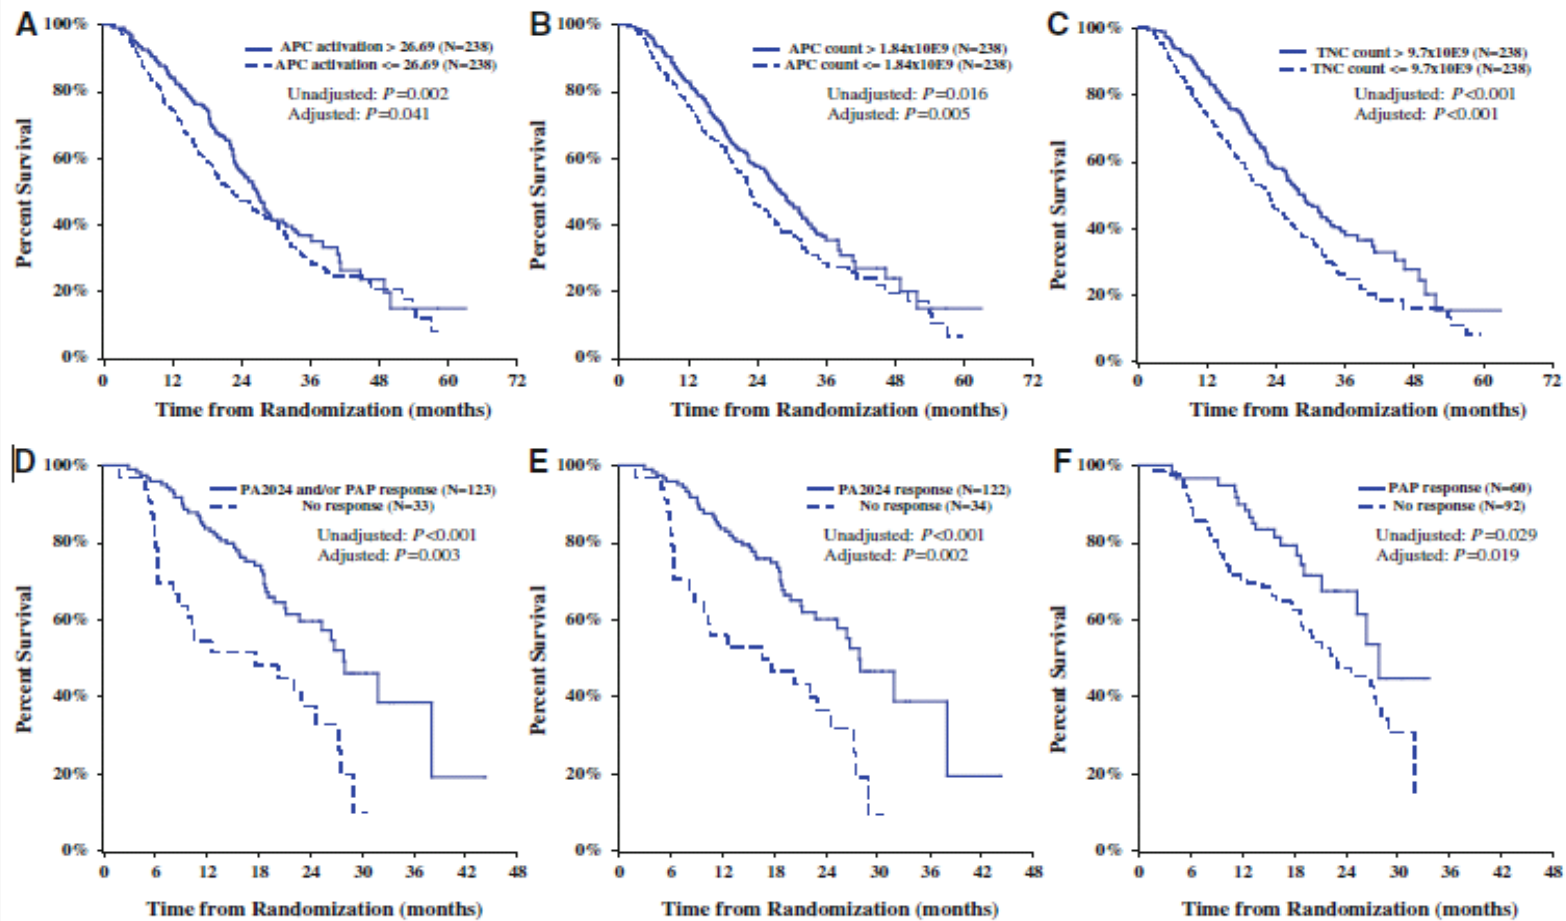 A
100%
80%
60%
40%
20%
0%
Percent Survival
APC activation > 26.69 (N=238)
APC activation <= 26.69 (N=238)
Unadjusted: P=0.002
Adjusted: P=0.041
0 12 24 36 48 60 72
Time from Randomization (months)
B
100%
80%
60%
40%
20%
0%
Percent Survival
APC count > 1.84x10E9 (N=238)
APC count <= 1.84x10E9 (N=238)
Unadjusted: P=0.016
Adjusted: P=0.005
0 12 24 36 48 60 72
Time from Randomization (months)
C
100%
80%
60%
40%
20%
0%
Percent Survival
TNC count > 9.7x10E9 (N=238)
TNC count <= 9.7x10E9 (N=238)
Unadjusted: P<0.001
Adjusted: P<0.001
0 12 24 36 48 60 72
Time from Randomization (months)
D
100%
80%
60%
40%
20%
0%
Percent Survival
PA2024 and/or PAP response (N=123)
No response (N=33)
Unadjusted: P<0.001
Adjusted: P=0.003
0 6 12 18 24 30 36 42 48
Time from Randomization (months)
E
100%
80%
60%
40%
20%
0%
Percent Survival
PA2024 response (N=122)
No response (N=34)
Unadjusted: P<0.001
Adjusted: P=0.002
0 6 12 18 24 30 36 42 48
Time from Randomization (months)
F
100%
80%
60%
40%
20%
0%
Percent Survival
PAP response (N=60)
No response (N=92)
Unadjusted: P=0.029
Adjusted: P=0.019
0 6 12 18 24 30 36 42 48
Time from Randomization (months)